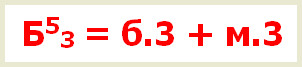 Б⁵₃ = б.3 + м.3